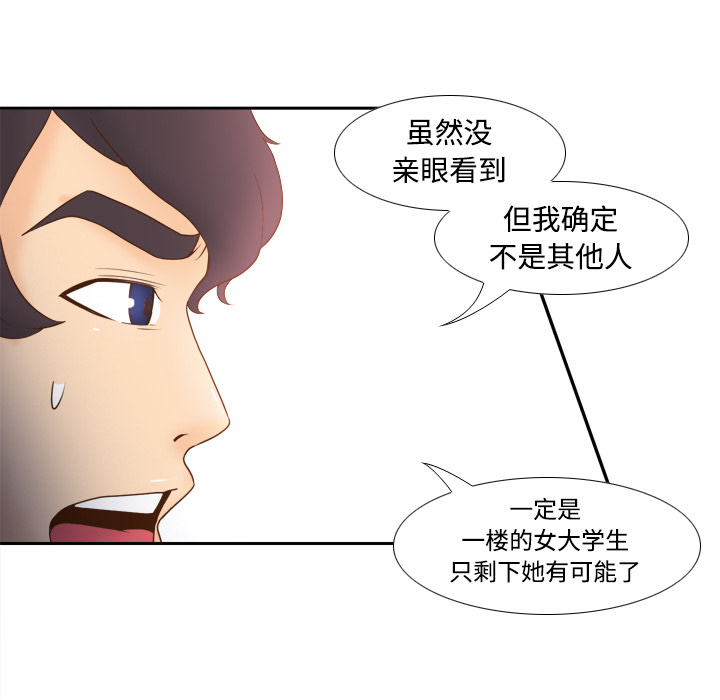 虽然没
亲眼看到
但我确定
不是其他人
一定是
一楼的女大学生
只剩下她有可能了